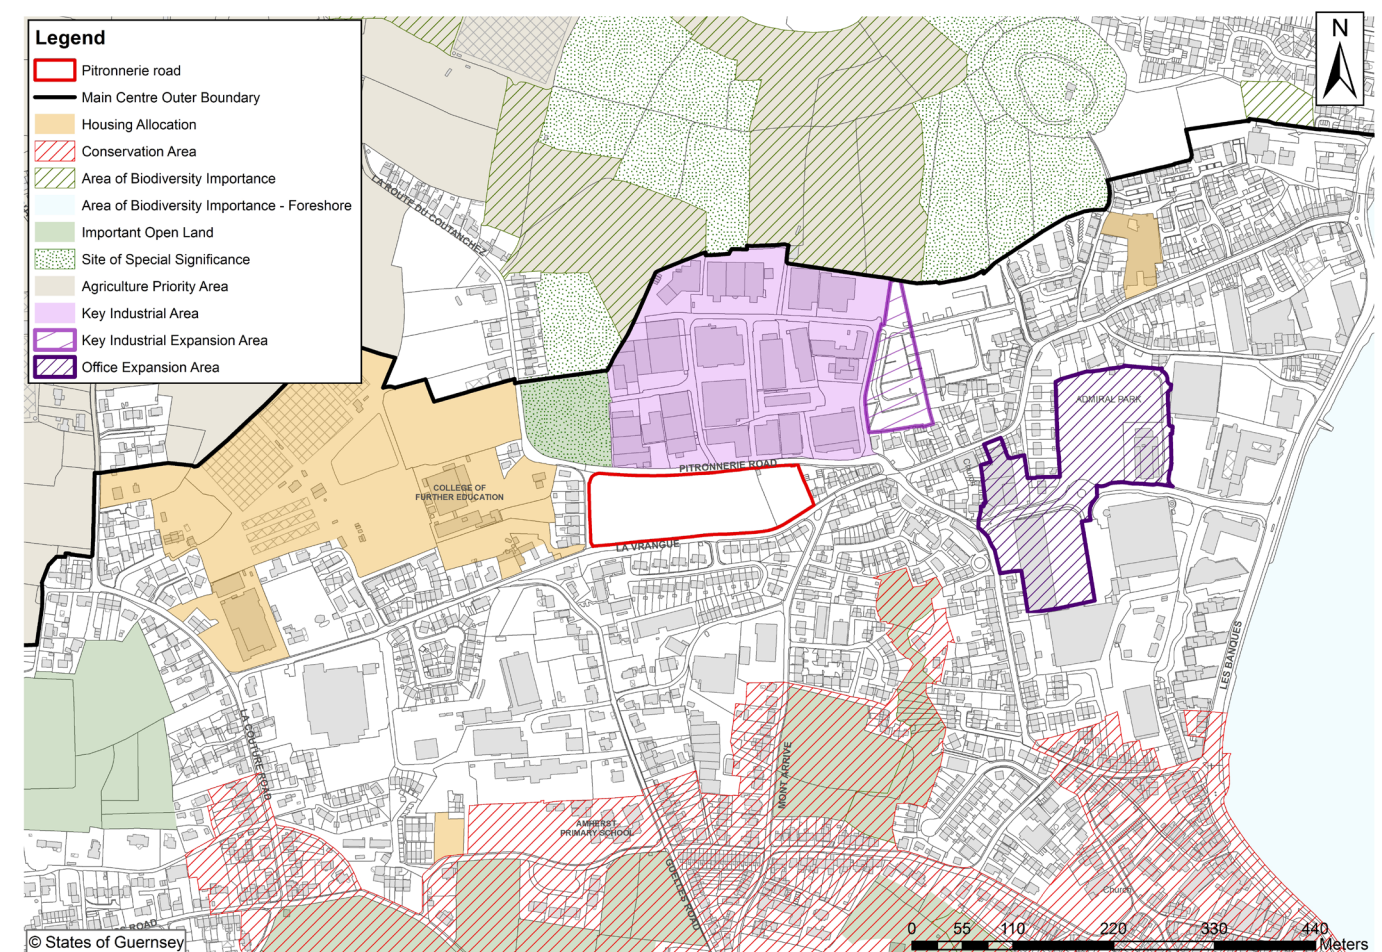 Legend
Pitronnerie road
Main Centre Outer Boundary
Housing Allocation
Conservation Area
Area of Biodiversity Importance
Area of Biodiversity Importance - Foreshore
Important Open Land
Site of Special Significance
Agriculture Priority Area
Key Industrial Area
Key Industrial Expansion Area
Office Expansion Area
N
LA ROUTE DU COUTANCHEZ
ADMIRAL PARK
PITRONNERIE ROAD
COLLEGE OF
FURTHER EDUCATION
LA VRANGUE
LES BANQUES
LA COUTURE ROAD
MONT ARRIVE
AMHERST
PRIMARY SCHOOL
GUELLES ROAD
Church
ROAD
© States of Guernsey
0 55 110 220 330 440
Meters